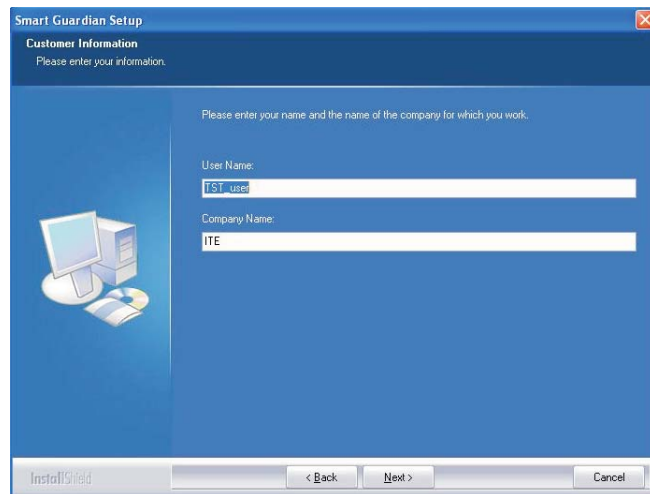 Smart Guardian Setup
Customer Information
Please enter your information.
Please enter your name and the name of the company for which you work.
User Name:
TST_user
Company Name:
ITE
InstallShield
< Back
Next >
Cancel